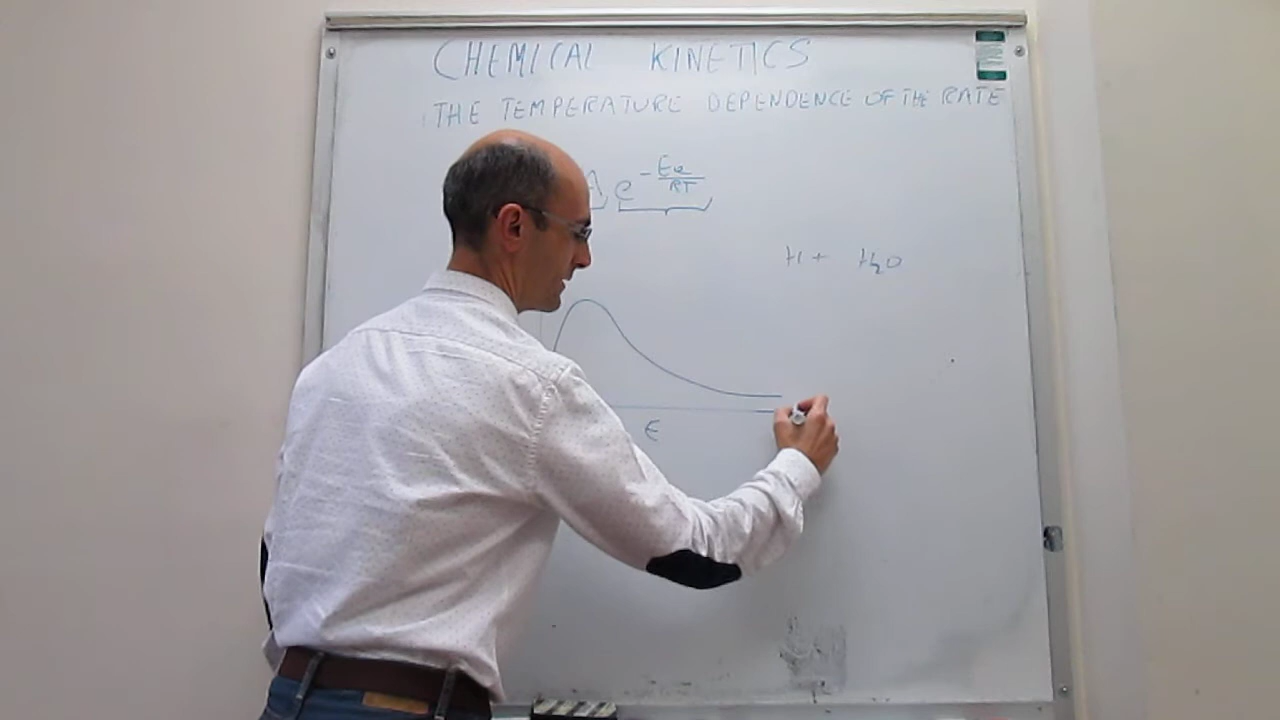 CHEMICAL KINETICS
THE TEMPERATURE DEPENDENCE OF THE RATE
A e^-Ea/RT
H + H₂O
ϵ